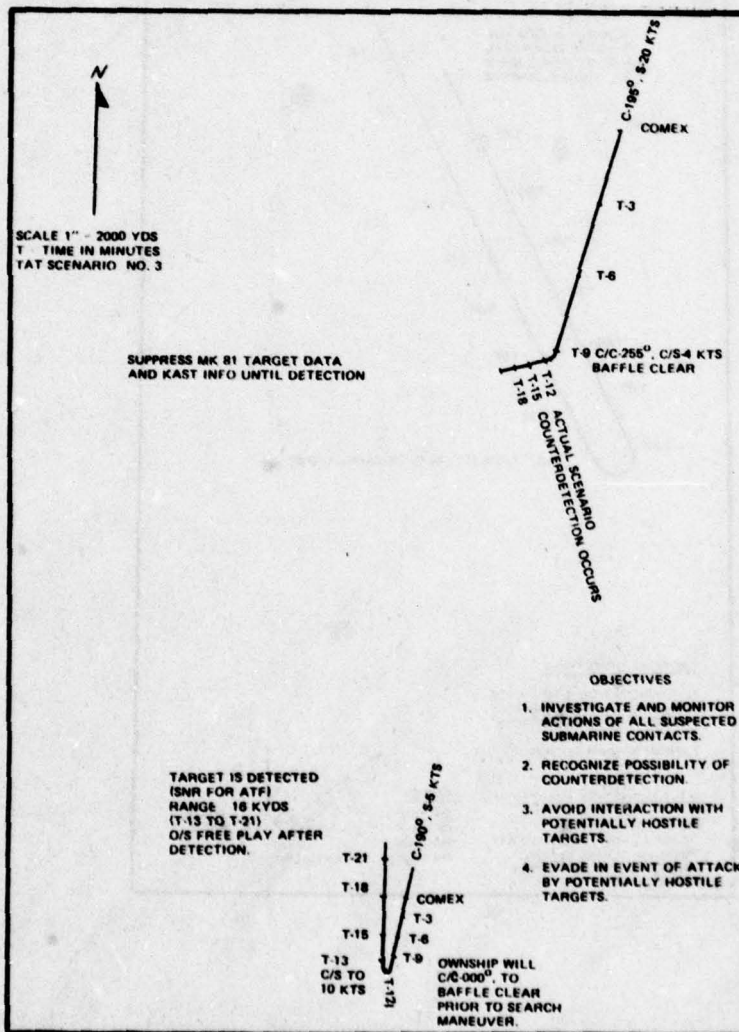 N
C-195°, S-20 KTS
COMEX
T-3
T-6
SCALE 1" - 2000 YDS
T TIME IN MINUTES
TAT SCENARIO NO. 3
SUPPRESS MK 81 TARGET DATA
AND KAST INFO UNTIL DETECTION
T-9 C/C-255°, C/S-4 KTS
BAFFLE CLEAR
T-12
T-15
T-18
ACTUAL SCENARIO
COUNTERDETECTION OCCURS
OBJECTIVES
1. INVESTIGATE AND MONITOR
ACTIONS OF ALL SUSPECTED
SUBMARINE CONTACTS.
2. RECOGNIZE POSSIBILITY OF
COUNTERDETECTION.
3. AVOID INTERACTION WITH
POTENTIALLY HOSTILE
TARGETS.
4. EVADE IN EVENT OF ATTACK
BY POTENTIALLY HOSTILE
TARGETS.
TARGET IS DETECTED
(SNR FOR ATF)
RANGE 16 KYDS
(T-13 TO T-21)
O/S FREE PLAY AFTER
DETECTION.
T-21
T-18
T-15
T-13
C/S TO
10 KTS
S-5 KTS
COMEX
T-3
T-6
T-9
T-12
OWNSHIP WILL
C/C-000°, TO
BAFFLE CLEAR
PRIOR TO SEARCH
MANEUVER.